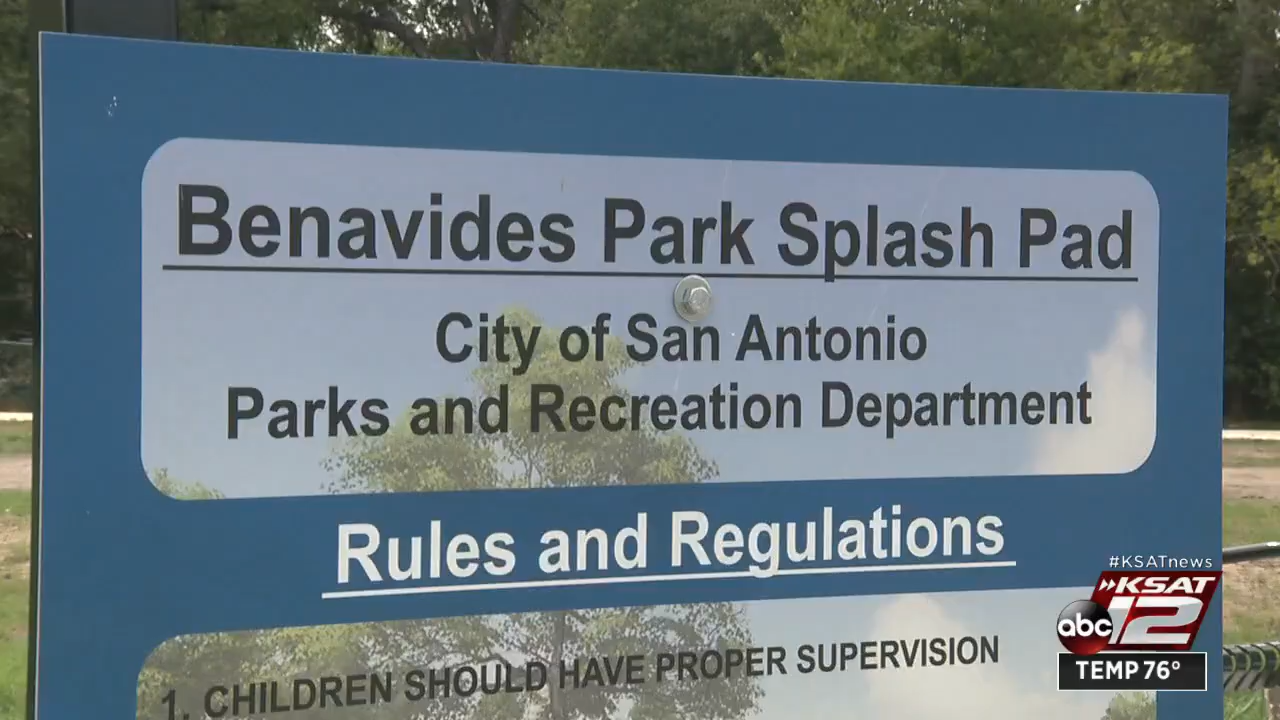 Benavides Park Splash Pad
City of San Antonio
Parks and Recreation Department
Rules and Regulations
1. CHILDREN SHOULD HAVE PROPER SUPERVISION
#KSATnews
KSAT
abc 12
TEMP 76°